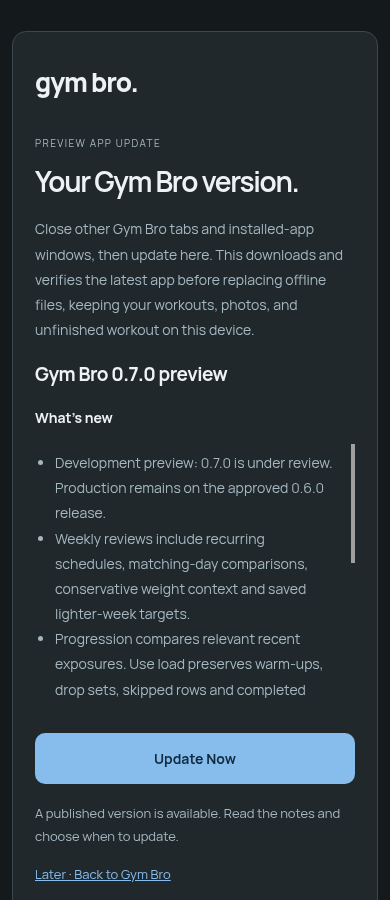 gym bro.
PREVIEW APP UPDATE
Your Gym Bro version.
Close other Gym Bro tabs and installed-app
windows, then update here. This downloads and
verifies the latest app before replacing offline
files, keeping your workouts, photos, and
unfinished workout on this device.
Gym Bro 0.7.0 preview
What's new
• Development preview: 0.7.0 is under review.
Production remains on the approved 0.6.0
release.
• Weekly reviews include recurring
schedules, matching-day comparisons,
conservative weight context and saved
lighter-week targets.
• Progression compares relevant recent
exposures. Use load preserves warm-ups,
drop sets, skipped rows and completed
Update Now
A published version is available. Read the notes and
choose when to update.
Later · Back to Gym Bro